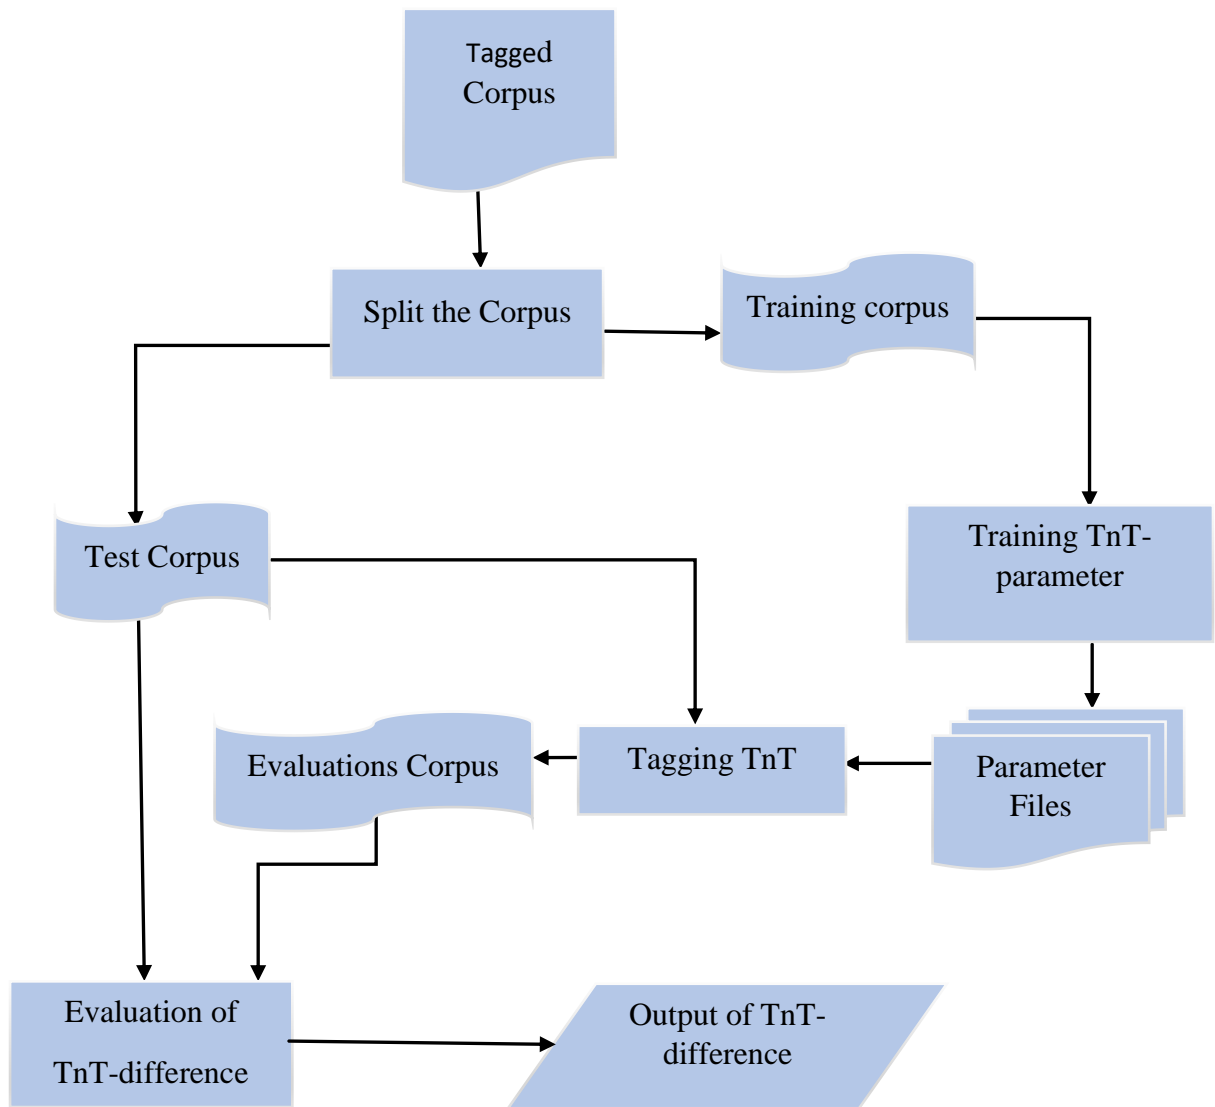 Tagged
Corpus
Split the Corpus
Training corpus
Test Corpus
Training TnT-
parameter
Evaluations Corpus
Tagging TnT
Parameter
Files
Evaluation of
TnT-difference
Output of TnT-
difference